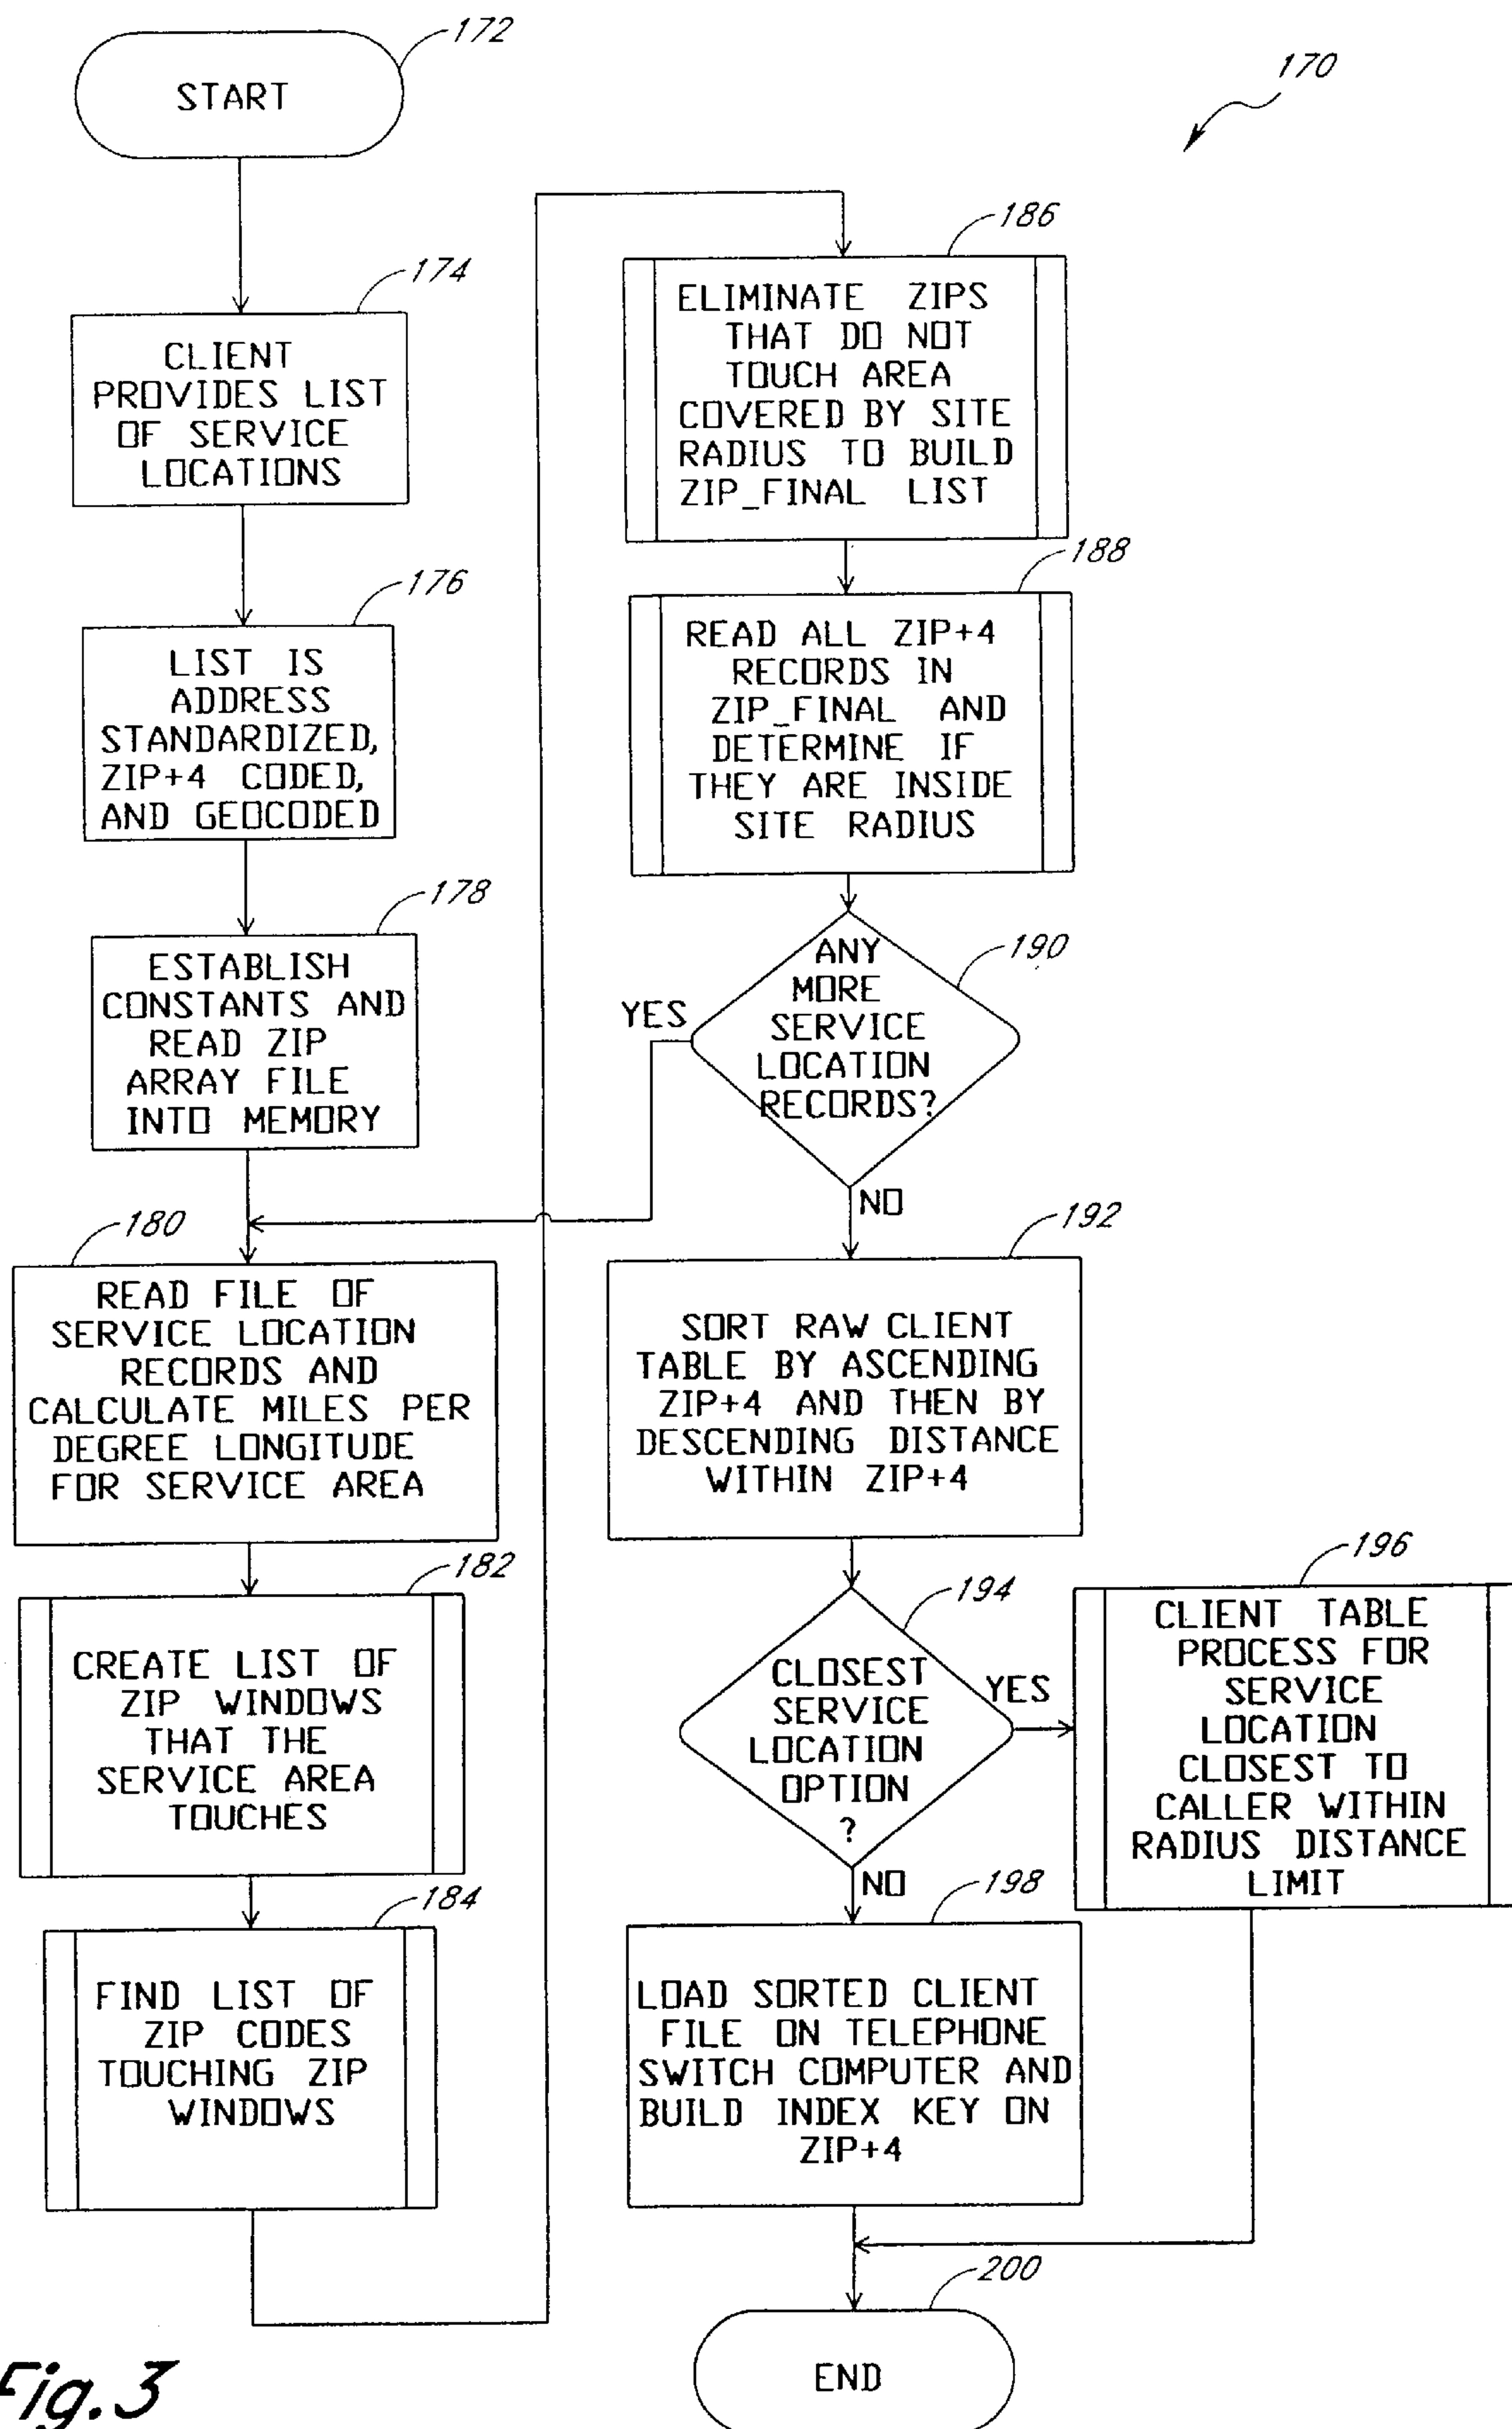 172
START
170
174
CLIENT
PROVIDES LIST
OF SERVICE
LOCATIONS
176
LIST IS
ADDRESS
STANDARDIZED,
ZIP+4 CODED,
AND GEOCODED
178
ESTABLISH
CONSTANTS AND
READ ZIP
ARRAY FILE
INTO MEMORY
180
READ FILE OF
SERVICE LOCATION
RECORDS AND
CALCULATE MILES PER
DEGREE LONGITUDE
FOR SERVICE AREA
182
CREATE LIST OF
ZIP WINDOWS
THAT THE
SERVICE AREA
TOUCHES
184
FIND LIST OF
ZIP CODES
TOUCHING ZIP
WINDOWS
186
ELIMINATE ZIPS
THAT DO NOT
TOUCH AREA
COVERED BY SITE
RADIUS TO BUILD
ZIP_FINAL LIST
188
READ ALL ZIP+4
RECORDS IN
ZIP_FINAL AND
DETERMINE IF
THEY ARE INSIDE
SITE RADIUS
190
ANY
MORE
SERVICE
LOCATION
RECORDS?
YES
NO
192
SORT RAW CLIENT
TABLE BY ASCENDING
ZIP+4 AND THEN BY
DESCENDING DISTANCE
WITHIN ZIP+4
194
CLOSEST
SERVICE
LOCATION
OPTION
?
YES
NO
196
CLIENT TABLE
PROCESS FOR
SERVICE
LOCATION
CLOSEST TO
CALLER WITHIN
RADIUS DISTANCE
LIMIT
198
LOAD SORTED CLIENT
FILE ON TELEPHONE
SWITCH COMPUTER AND
BUILD INDEX KEY ON
ZIP+4
200
END
Fig. 3